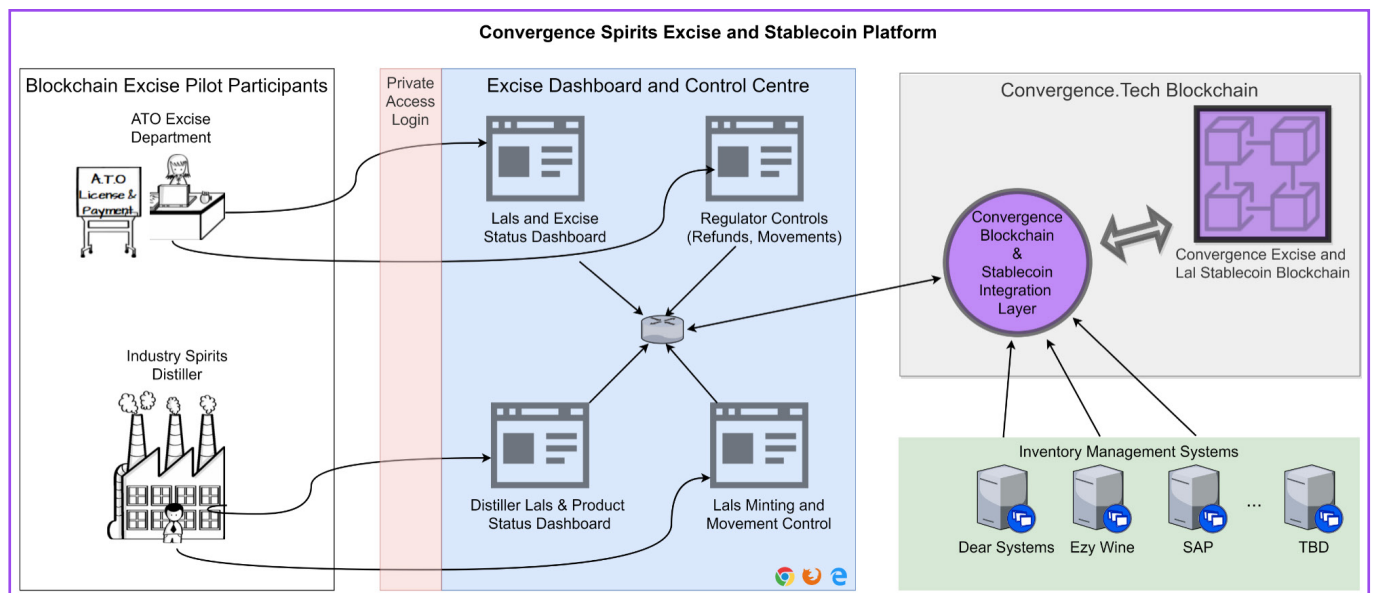 Convergence Spirits Excise and Stablecoin Platform
Blockchain Excise Pilot Participants
ATO Excise
Department
A.T.O
License &
Payment
Industry Spirits
Distiller
Private
Access
Login
Excise Dashboard and Control Centre
Lals and Excise
Status Dashboard
Regulator Controls
(Refunds, Movements)
Distiller Lals & Product
Status Dashboard
Lals Minting and
Movement Control
Convergence.Tech Blockchain
Convergence
Blockchain
&
Stablecoin
Integration
Layer
Convergence Excise and
Lal Stablecoin Blockchain
Inventory Management Systems
Dear Systems
Ezy Wine
SAP
...
TBD